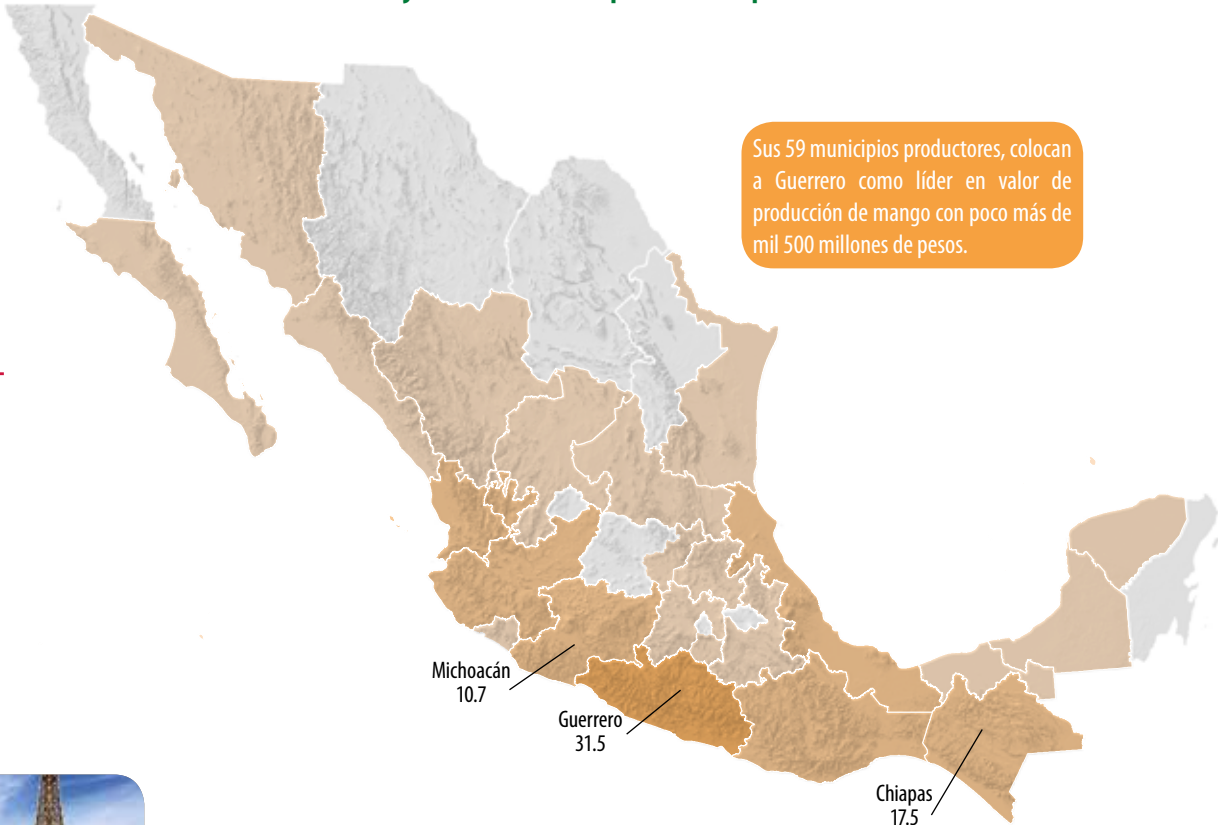 Sus 59 municipios productores, colocan
a Guerrero como líder en valor de
producción de mango con poco más de
mil 500 millones de pesos.
Michoacán
10.7
Guerrero
31.5
Chiapas
17.5